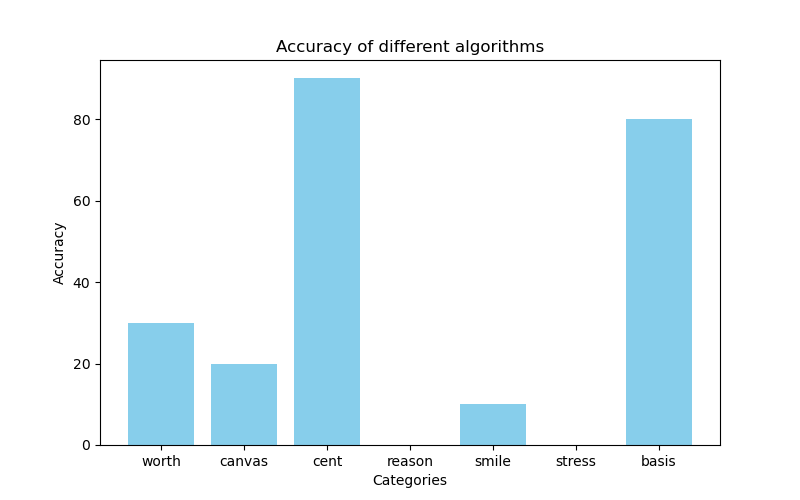 Accuracy of different algorithms
Accuracy
80
60
40
20
0
worth canvas cent reason smile stress basis
Categories